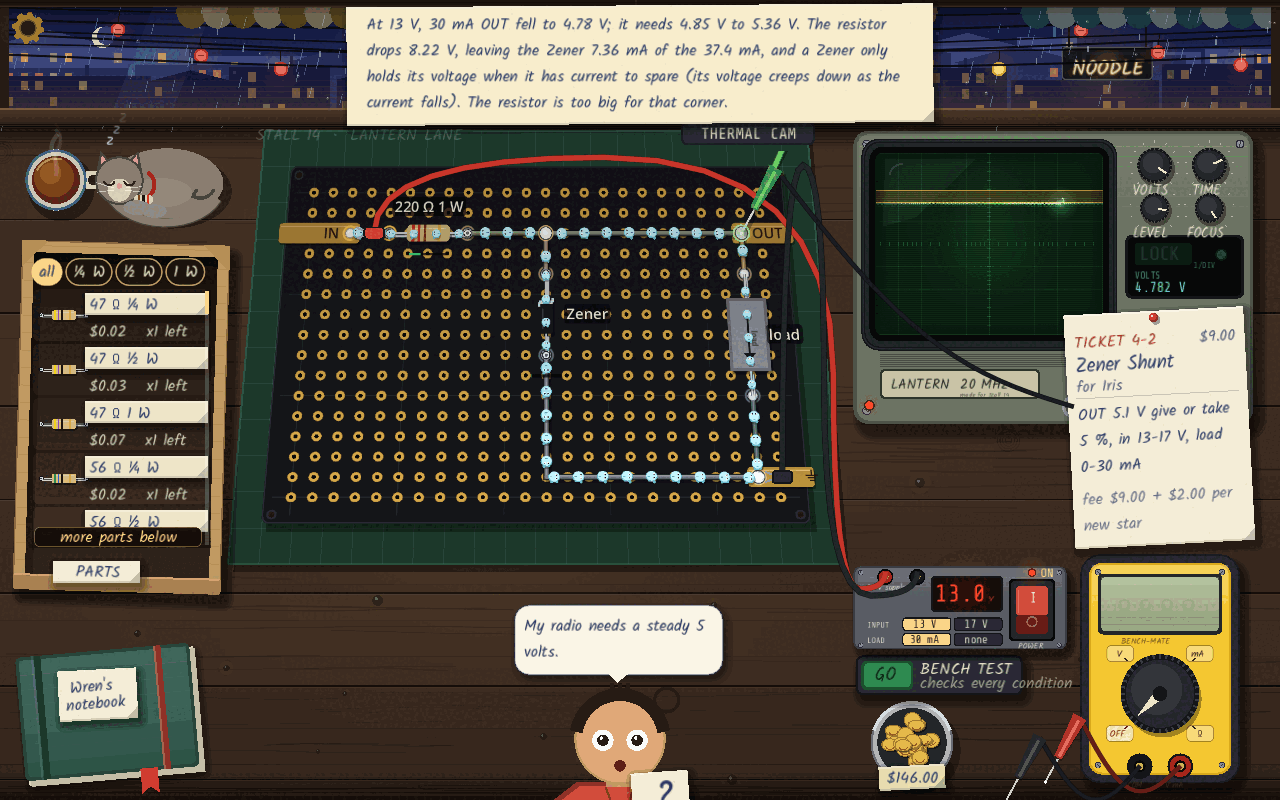 At 13 V, 30 mA OUT fell to 4.78 V; it needs 4.85 V to 5.36 V. The resistor
drops 8.22 V, leaving the Zener 7.36 mA of the 37.4 mA, and a Zener only
holds its voltage when it has current to spare (its voltage creeps down as the
current falls). The resistor is too big for that corner.
NOODLE
z
z
z
STALL 14 · LANTERN LANE
THERMAL CAM
220 Ω 1 W
IN
OUT
Zener
load
VOLTS
TIME
LEVEL
FOCUS
LOCK
1/DIV
VOLTS
4.782 V
LANTERN 20 MHz
made for Stall 14
all
¼ W
½ W
1 W
47 Ω ¼ W
$0.02 x1 left
47 Ω ½ W
$0.03 x1 left
47 Ω 1 W
$0.07 x1 left
56 Ω ¼ W
$0.02 x1 left
56 Ω ½ W
more parts below
PARTS
TICKET 4-2
$9.00
Zener Shunt
for Iris
OUT 5.1 V give or take
5 %, in 13-17 V, load
0-30 mA
fee $9.00 + $2.00 per
new star
Wren's
notebook
My radio needs a steady 5
volts.
?
13.0 v
ON
INPUT 13 V 17 V
LOAD 30 mA none
I
POWER
GO
BENCH TEST
checks every condition
$146.00
BENCH-MATE
V
mA
OFF
Ω